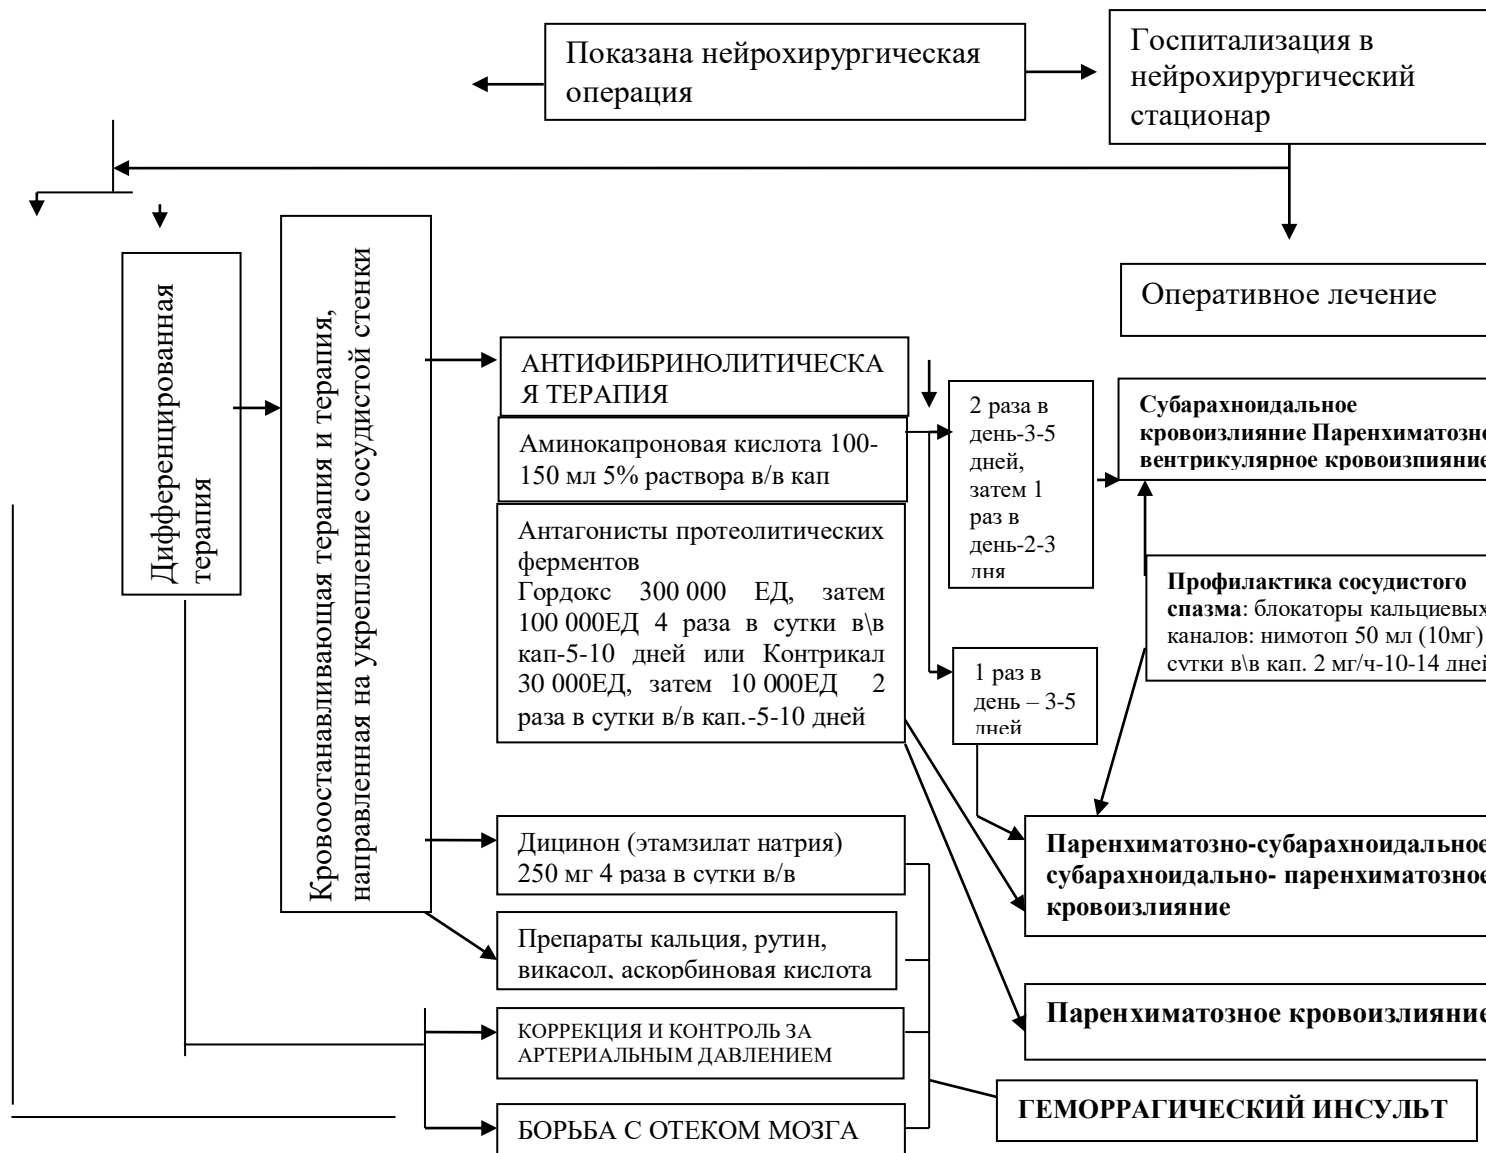 Показана нейрохирургическая
операция
Госпитализация в
нейрохирургический
стационар
Дифференцированная
терапия
Кровоостанавливающая терапия и терапия,
направленная на укрепление сосудистой стенки
Оперативное лечение
АНТИФИБРИНОЛИТИЧЕСКА
Я ТЕРАПИЯ
Аминокапроновая кислота 100-
150 мл 5% раствора в/в кап
Антагонисты протеолитических
ферментов
Гордокс 300 000 ЕД, затем
100 000ЕД 4 раза в сутки в\в
кап-5-10 дней или Контрикал
30 000ЕД, затем 10 000ЕД 2
раза в сутки в/в кап.-5-10 дней
2 раза в
день-3-5
дней,
затем 1
раз в
день-2-3
дня
Субарахноидальное
кровоизлияние Паренхиматозно
вентрикулярное кровоизпияние
Профилактика сосудистого
спазма: блокаторы кальциевых
каналов: нимотоп 50 мл (10мг)
сутки в\в кап. 2 мг/ч-10-14 дней
1 раз в
день – 3-5
дней
Дицинон (этамзилат натрия)
250 мг 4 раза в сутки в/в
Паренхиматозно-субарахноидальное
субарахноидально- паренхиматозное
кровоизлияние
Препараты кальция, рутин,
викасол, аскорбиновая кислота
Паренхиматозное кровоизлияние
КОРРЕКЦИЯ И КОНТРОЛЬ ЗА
АРТЕРИАЛЬНЫМ ДАВЛЕНИЕМ
ГЕМОРРАГИЧЕСКИЙ ИНСУЛЬТ
БОРЬБА С ОТЕКОМ МОЗГА